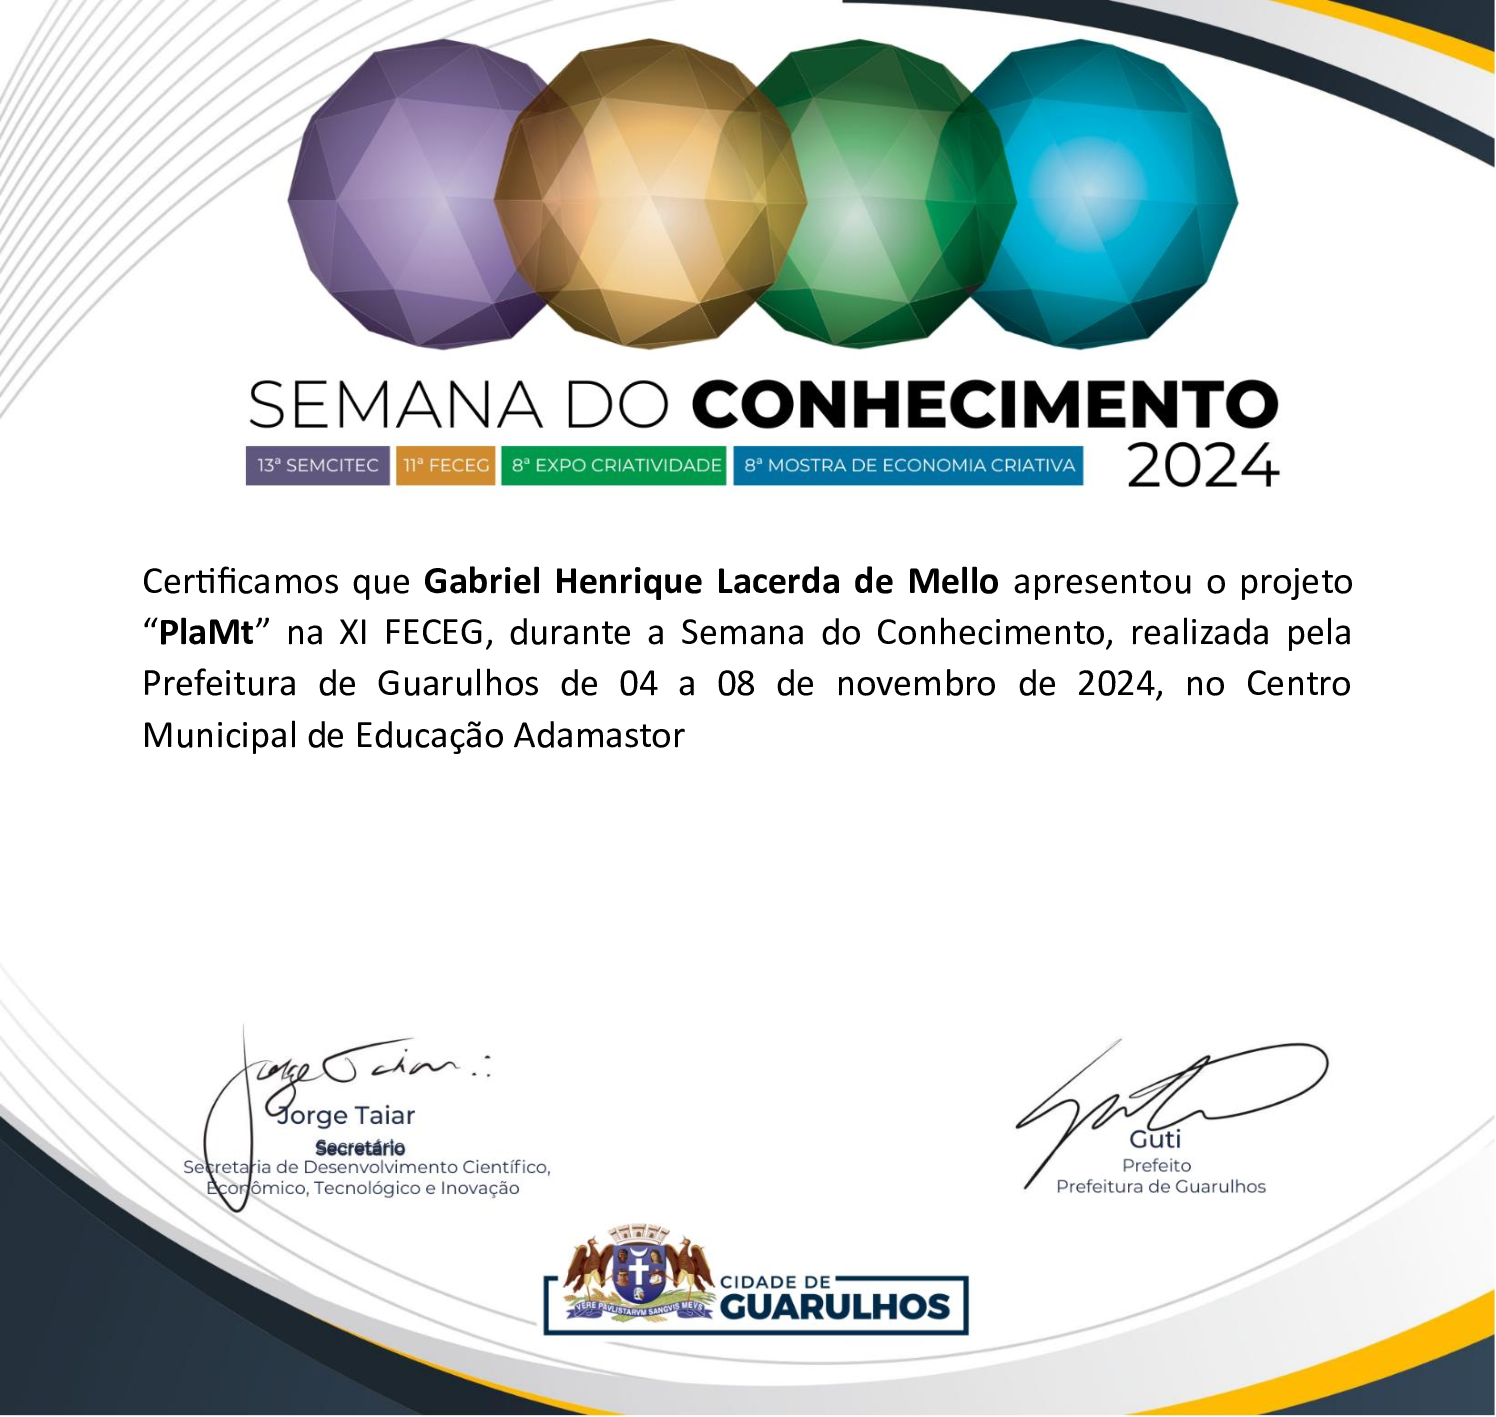 SEMANA DO CONHECIMENTO
13ª SEMCITEC 11ª FECEG 8ª EXPO CRIATIVIDADE 8ª MOSTRA DE ECONOMIA CRIATIVA 2024
Certificamos que Gabriel Henrique Lacerda de Mello apresentou o projeto
“PlaMt” na XI FECEG, durante a Semana do Conhecimento, realizada pela
Prefeitura de Guarulhos de 04 a 08 de novembro de 2024, no Centro
Municipal de Educação Adamastor
Jorge Taiar
Jorge Taiar
Secretário
Secretaria de Desenvolvimento Científico,
Econômico, Tecnológico e Inovação
Guti
Guti
Prefeito
Prefeitura de Guarulhos
VERE PAVLISTARVM SANGVIS MEVS
CIDADE DE
GUARULHOS